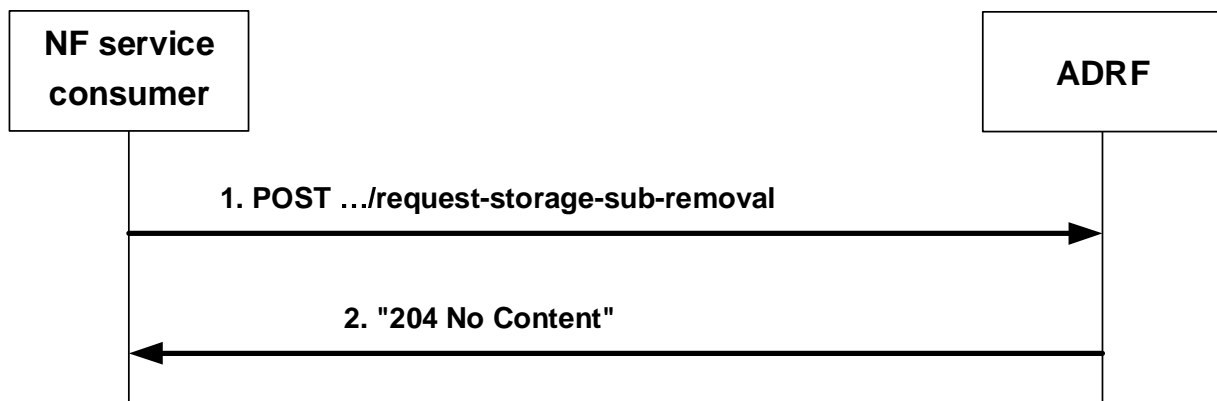 NF service
consumer
ADRF
1. POST …/request-storage-sub-removal
2. "204 No Content"